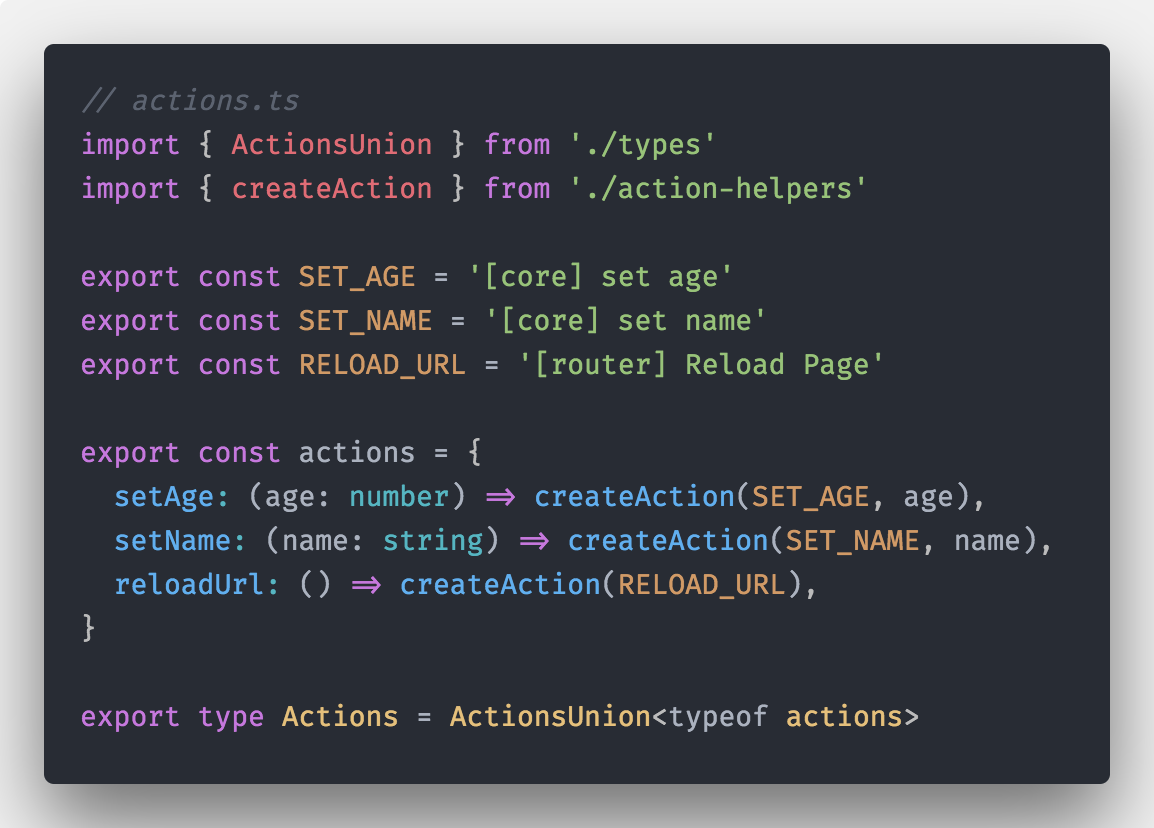 // actions.ts
import { ActionsUnion } from './types'
import { createAction } from './action-helpers'

export const SET_AGE = '[core] set age'
export const SET_NAME = '[core] set name'
export const RELOAD_URL = '[router] Reload Page'

export const actions = {
  setAge: (age: number) => createAction(SET_AGE, age),
  setName: (name: string) => createAction(SET_NAME, name),
  reloadUrl: () => createAction(RELOAD_URL),
}

export type Actions = ActionsUnion<typeof actions>